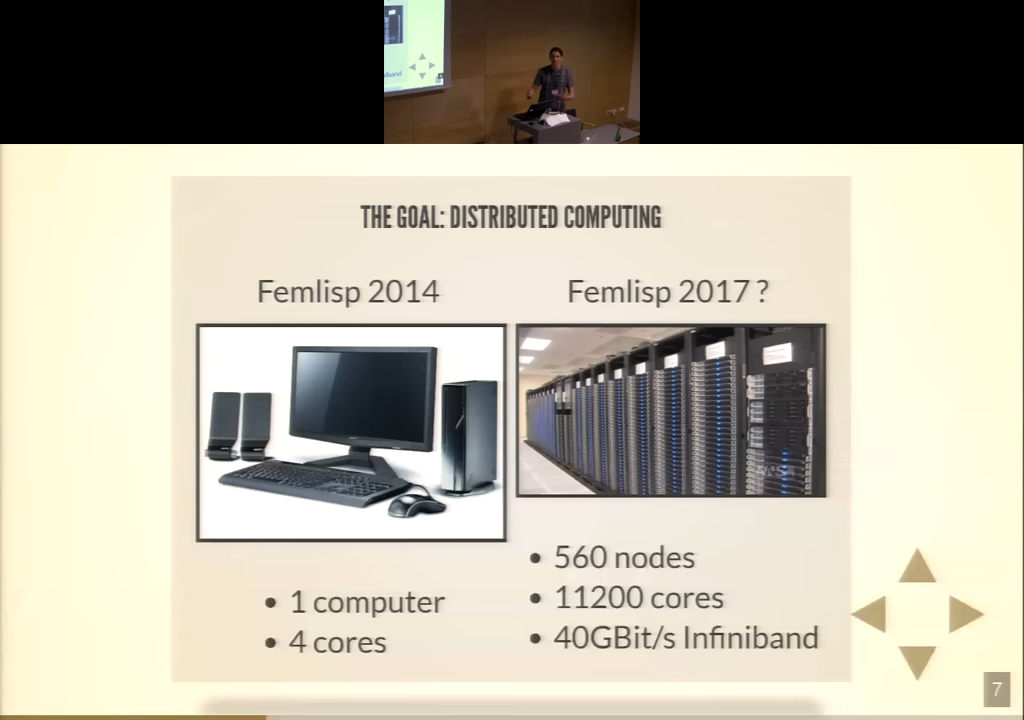 THE GOAL: DISTRIBUTED COMPUTING
Femlisp 2014
Femlisp 2017 ?
NASA
• 1 computer
• 4 cores
• 560 nodes
• 11200 cores
• 40GBit/s Infiniband
7